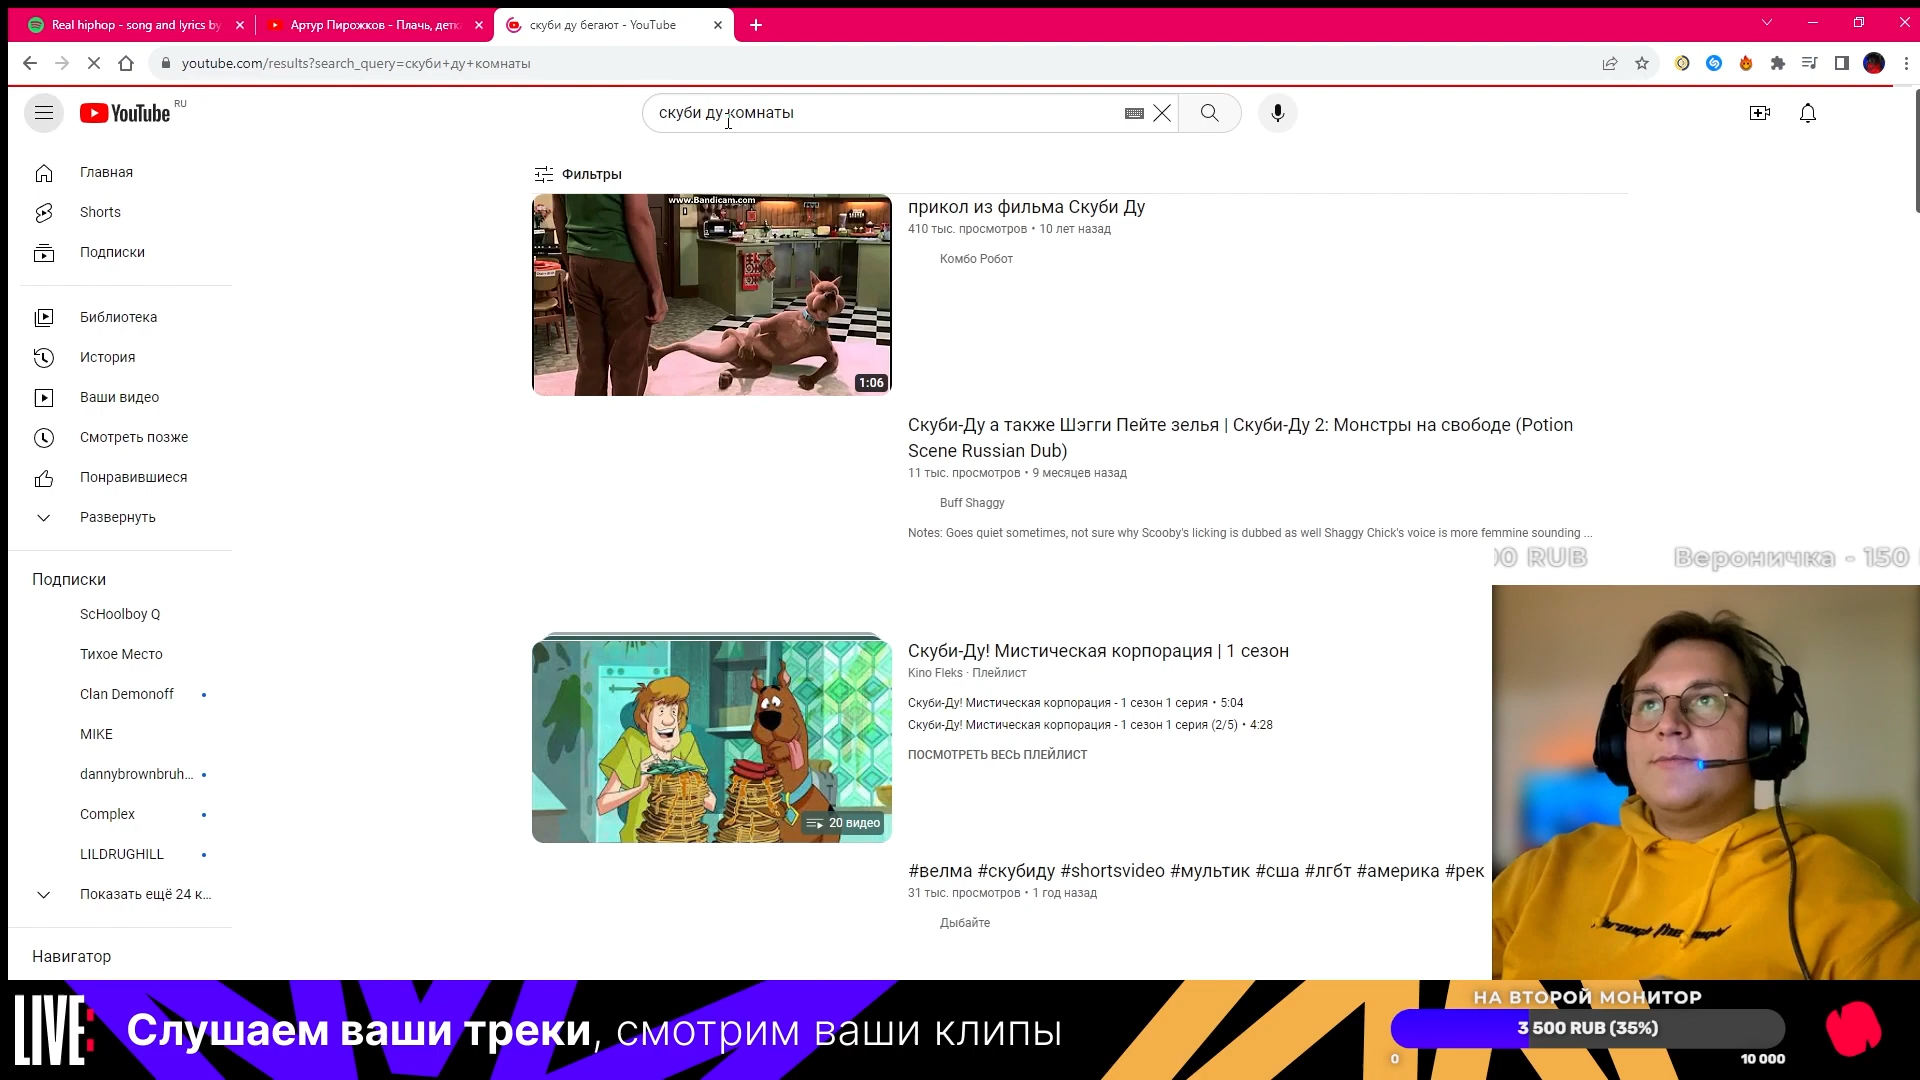 Real hiphop - song and lyrics by
Артур Пирожков - Плачь, детк
скуби ду бегают - YouTube
youtube.com/results?search_query=скуби+ду+комнаты
YouTube RU
скуби ду комнаты
Фильтры
Главная
Shorts
Подписки
Библиотека
История
Ваши видео
Смотреть позже
Понравившиеся
Развернуть
Подписки
ScHoolboy Q
Тихое Место
Clan Demonoff
MIKE
dannybrownbruh...
Complex
LILDRUGHILL
Показать ещё 24 к...
Навигатор
www.Bandicam.com
1:06
прикол из фильма Скуби Ду
410 тыс. просмотров • 10 лет назад
Комбо Робот
Скуби-Ду а также Шэгги Пейте зелья | Скуби-Ду 2: Монстры на свободе (Potion
Scene Russian Dub)
11 тыс. просмотров • 9 месяцев назад
Buff Shaggy
Notes: Goes quiet sometimes, not sure why Scooby's licking is dubbed as well Shaggy Chick's voice is more femmine sounding ...
20 видео
Скуби-Ду! Мистическая корпорация | 1 сезон
Kino Fleks · Плейлист
Скуби-Ду! Мистическая корпорация - 1 сезон 1 серия • 5:04
Скуби-Ду! Мистическая корпорация - 1 сезон 1 серия (2/5) • 4:28
ПОСМОТРЕТЬ ВЕСЬ ПЛЕЙЛИСТ
#велма #скубиду #shortsvideo #мультик #сша #лгбт #америка #рек
31 тыс. просмотров • 1 год назад
Дыбайте
0 RUB Вероничка - 150
LIVE:
Слушаем ваши треки, смотрим ваши клипы
НА ВТОРОЙ МОНИТОР
3 500 RUB (35%)
0 10 000